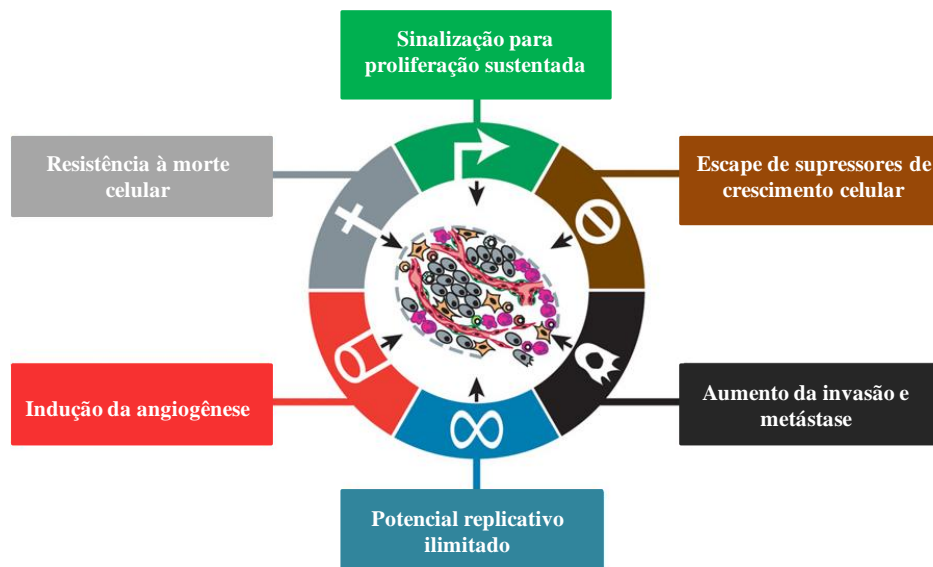 Sinalização para
proliferação sustentada
Resistência à morte
celular
Escape de supressores de
crescimento celular
Indução da angiogênese
Aumento da invasão e
metástase
Potencial replicativo
ilimitado